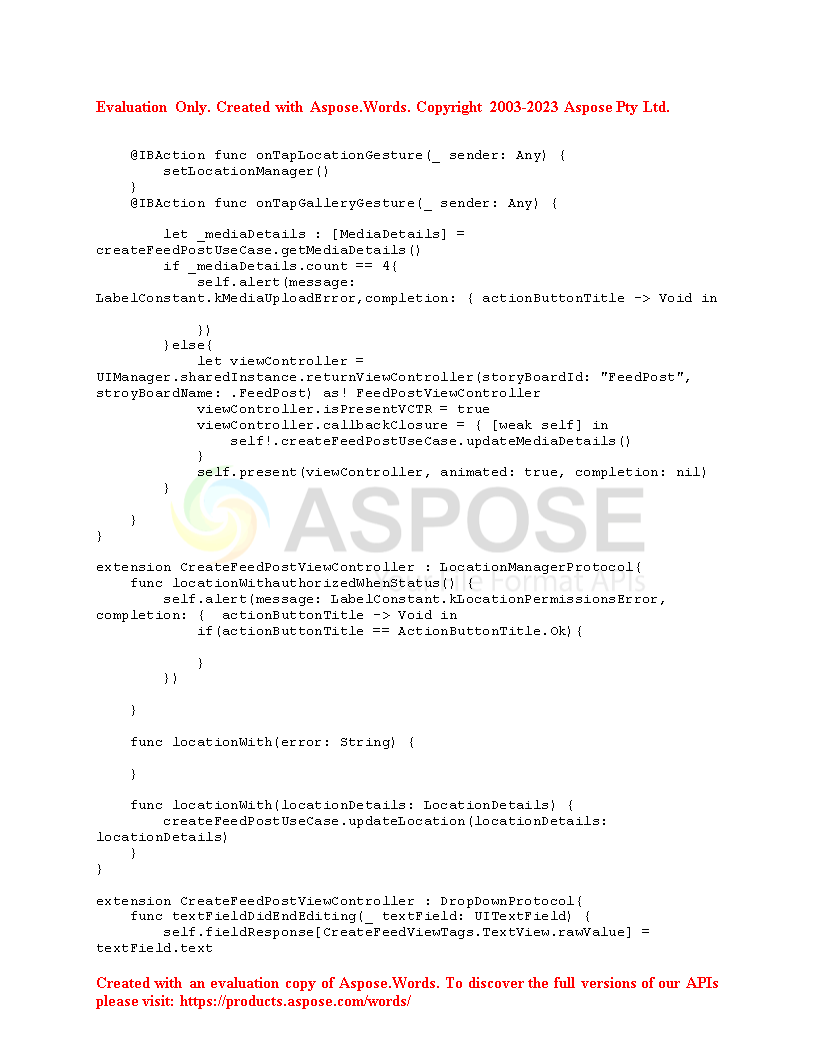 Evaluation Only. Created with Aspose.Words. Copyright 2003-2023 Aspose Pty Ltd.
@IBAction func onTapLocationGesture(_ sender: Any) {
setLocationManager()
}
@IBAction func onTapGalleryGesture(_ sender: Any) {
let _mediaDetails : [MediaDetails] =
createFeedPostUseCase.getMediaDetails()
if _mediaDetails.count == 4{
self.alert(message:
LabelConstant.kMediaUploadError,completion: { actionButtonTitle -> Void in
})
}else{
let viewController =
UIManager.sharedInstance.returnViewController(storyBoardId: "FeedPost",
stroyBoardName: .FeedPost) as! FeedPostViewController
viewController.isPresentVCTR = true
viewController.callbackClosure = { [weak self] in
self!.createFeedPostUseCase.updateMediaDetails()
}
self.present(viewController, animated: true, completion: nil)
}
ASPOSE
}
}
extension CreateFeedPostViewController : LocationManagerProtocol{
func locationWithauthorizedWhenStatus() {
File Format APIs
self.alert(message: LabelConstant.kLocationPermissionsError,
completion: {  actionButtonTitle -> Void in
if(actionButtonTitle == ActionButtonTitle.Ok){
}
})
}
func locationWith(error: String) {
}
func locationWith(locationDetails: LocationDetails) {
createFeedPostUseCase.updateLocation(locationDetails:
locationDetails)
}
}
extension CreateFeedPostViewController : DropDownProtocol{
func textFieldDidEndEditing(_ textField: UITextField) {
self.fieldResponse[CreateFeedViewTags.TextView.rawValue] =
textField.text
Created with an evaluation copy of Aspose.Words. To discover the full versions of our APIs
please visit: https://products.aspose.com/words/